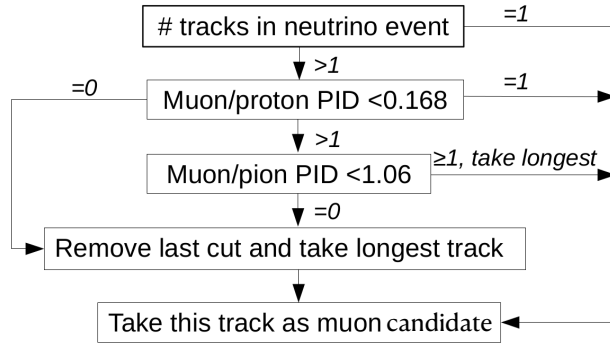 # tracks in neutrino event
=1
>1
=0
Muon/proton PID <0.168
=1
>1
Muon/pion PID <1.06
≥1, take longest
=0
Remove last cut and take longest track
Take this track as muon candidate